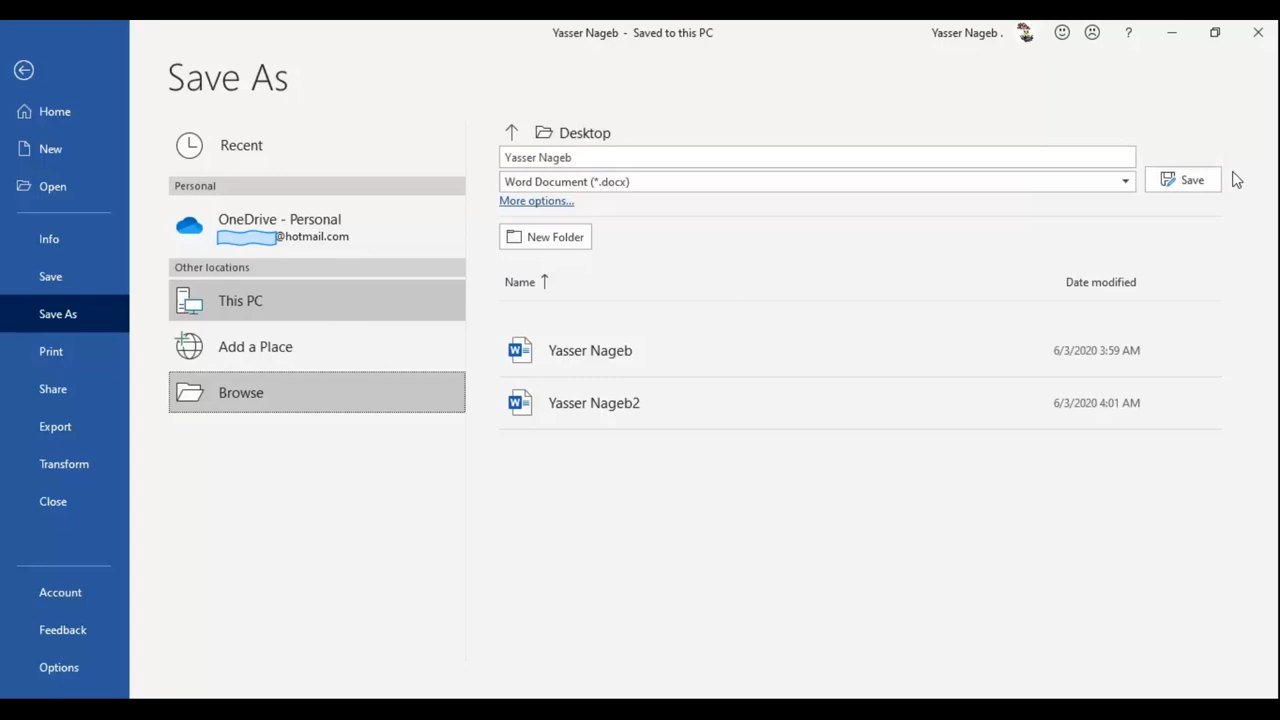 Yasser Nageb - Saved to this PC
Yasser Nageb .
?
Save As
Home
New
Open
Info
Save
Save As
Print
Share
Export
Transform
Close
Account
Feedback
Options
Recent
Personal
OneDrive - Personal
@hotmail.com
Other locations
This PC
Add a Place
Browse
Desktop
Yasser Nageb
Word Document (*.docx)
Save
More options...
New Folder
Name
Date modified
Yasser Nageb
6/3/2020 3:59 AM
Yasser Nageb2
6/3/2020 4:01 AM